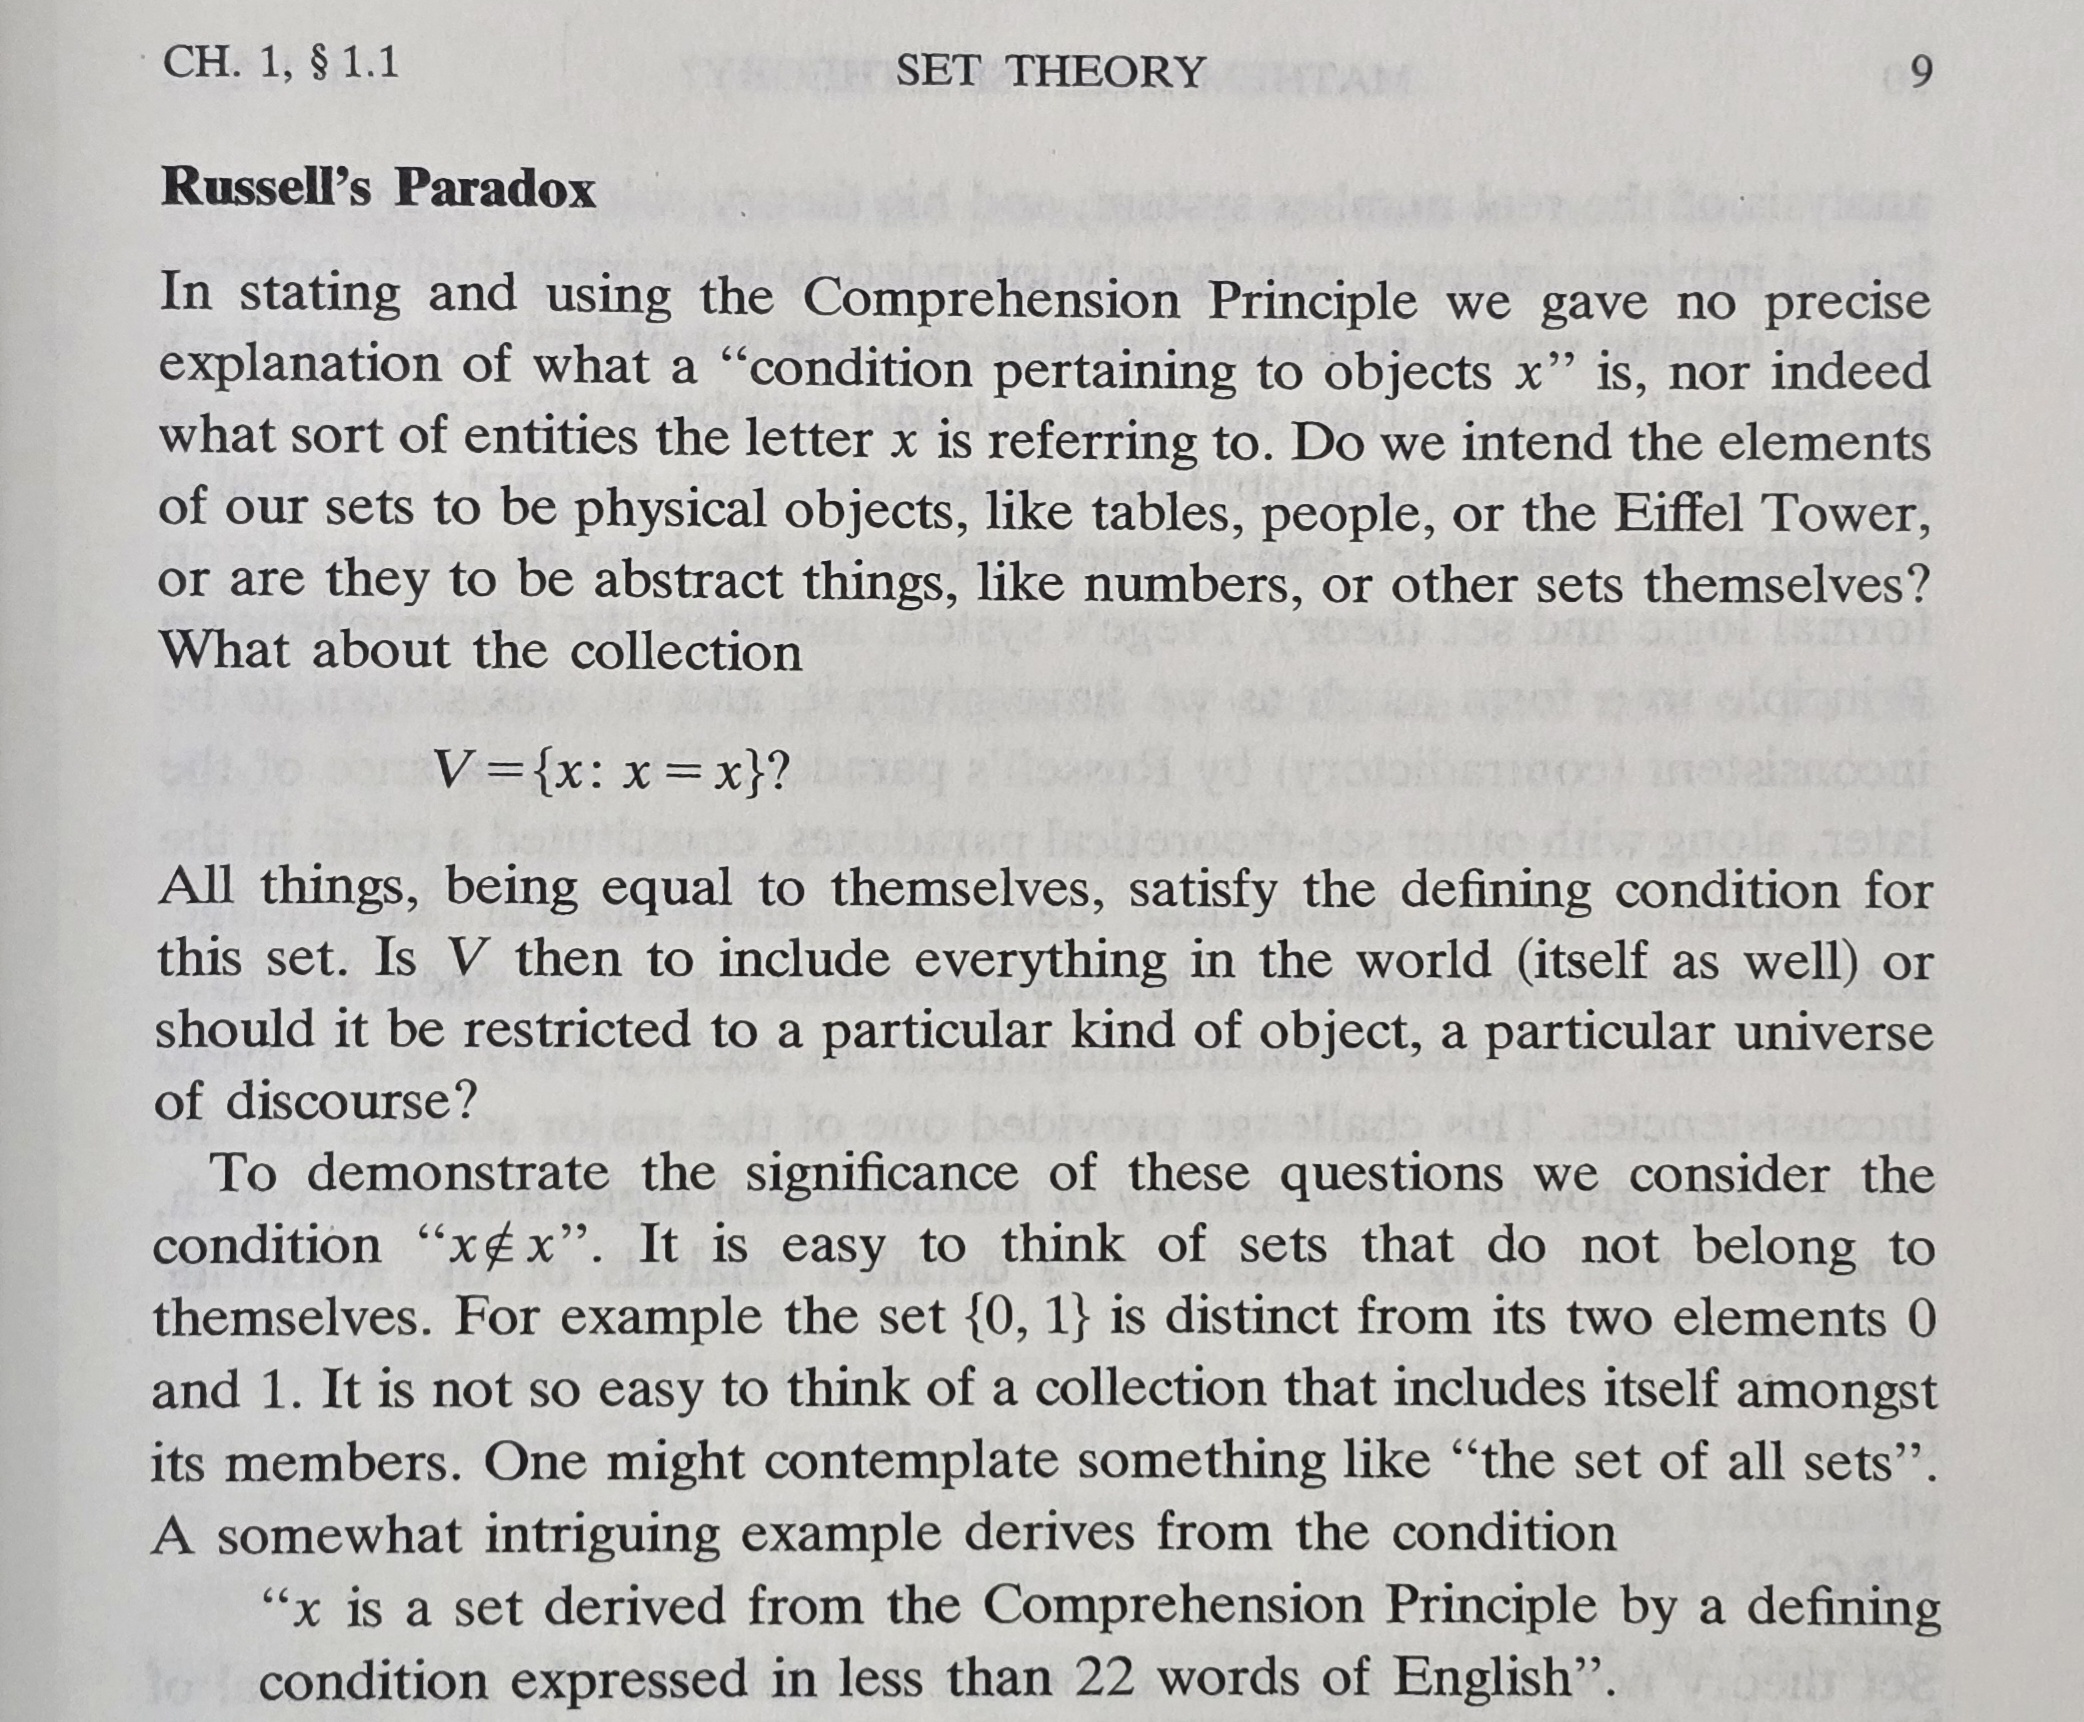 CH. 1, § 1.1 SET THEORY 9
Russell’s Paradox
In stating and using the Comprehension Principle we gave no precise
explanation of what a “condition pertaining to objects x” is, nor indeed
what sort of entities the letter x is referring to. Do we intend the elements
of our sets to be physical objects, like tables, people, or the Eiffel Tower,
or are they to be abstract things, like numbers, or other sets themselves?
What about the collection
V={x: x=x}?
All things, being equal to themselves, satisfy the defining condition for
this set. Is V then to include everything in the world (itself as well) or
should it be restricted to a particular kind of object, a particular universe
of discourse?
To demonstrate the significance of these questions we consider the
condition “x∉x”. It is easy to think of sets that do not belong to
themselves. For example the set {0, 1} is distinct from its two elements 0
and 1. It is not so easy to think of a collection that includes itself amongst
its members. One might contemplate something like “the set of all sets”.
A somewhat intriguing example derives from the condition
“x is a set derived from the Comprehension Principle by a defining
condition expressed in less than 22 words of English”.